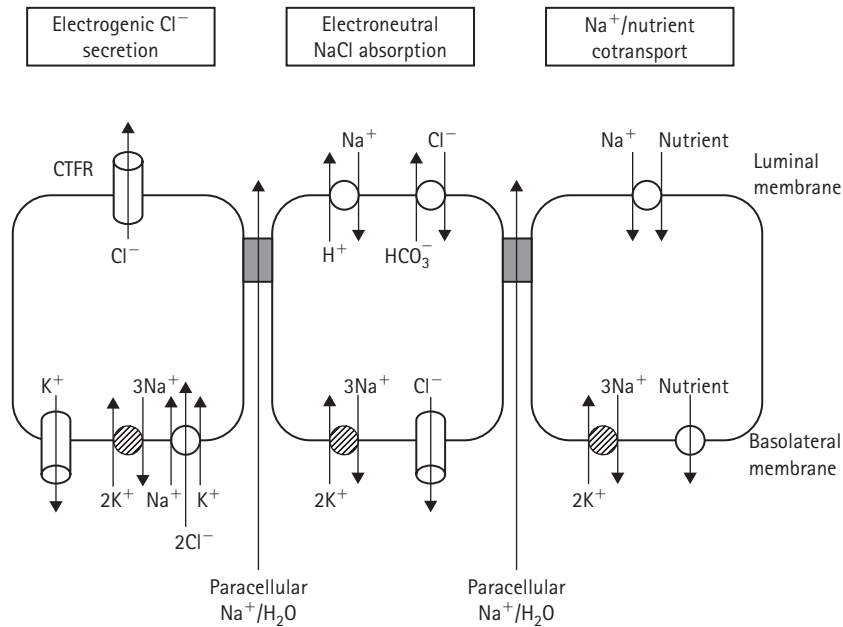 Electrogenic Cl⁻
secretion
Electroneutral
NaCl absorption
Na⁺/nutrient
cotransport
CTFR
Cl⁻
K⁺
3Na⁺
2K⁺
Na⁺
K⁺
2Cl⁻
Na⁺
Cl⁻
H⁺
HCO₃⁻
3Na⁺
Cl⁻
2K⁺
Na⁺
Nutrient
3Na⁺
Nutrient
2K⁺
Luminal
membrane
Basolateral
membrane
Paracellular
Na⁺/H₂O
Paracellular
Na⁺/H₂O